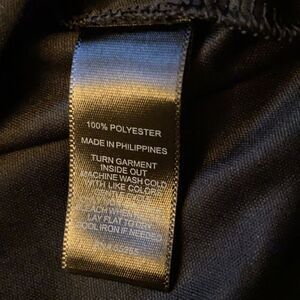 100% POLYESTER
MADE IN PHILIPPINES
TURN GARMENT
INSIDE OUT
MACHINE WASH COLD
WITH LIKE COLORS
LAY FLAT TO DRY
COOL IRON IF NEEDED